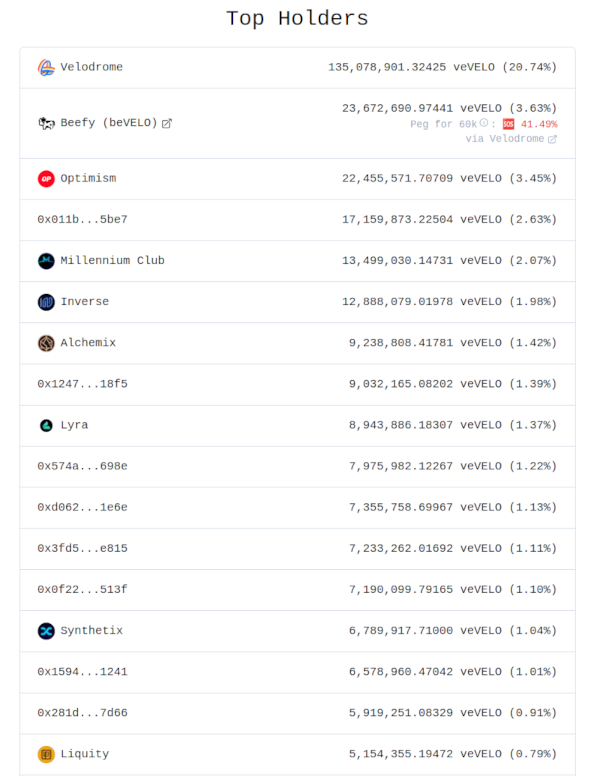 Top Holders
Velodrome 135,078,901.32425 veVELO (20.74%)
23,672,690.97441 veVELO (3.63%)
Beefy (beVELO) Peg for 60k : 🆘 41.49%
via Velodrome
OP Optimism 22,455,571.70709 veVELO (3.45%)
0x011b...5be7 17,159,873.22504 veVELO (2.63%)
Millennium Club 13,499,030.14731 veVELO (2.07%)
Inverse 12,888,079.01978 veVELO (1.98%)
Alchemix 9,238,808.41781 veVELO (1.42%)
0x1247...18f5 9,032,165.08202 veVELO (1.39%)
Lyra 8,943,886.18307 veVELO (1.37%)
0x574a...698e 7,975,982.12267 veVELO (1.22%)
0xd062...1e6e 7,355,758.69967 veVELO (1.13%)
0x3fd5...e815 7,233,262.01692 veVELO (1.11%)
0x0f22...513f 7,190,099.79165 veVELO (1.10%)
Synthetix 6,789,917.71000 veVELO (1.04%)
0x1594...1241 6,578,960.47042 veVELO (1.01%)
0x281d...7d66 5,919,251.08329 veVELO (0.91%)
Liquity 5,154,355.19472 veVELO (0.79%)